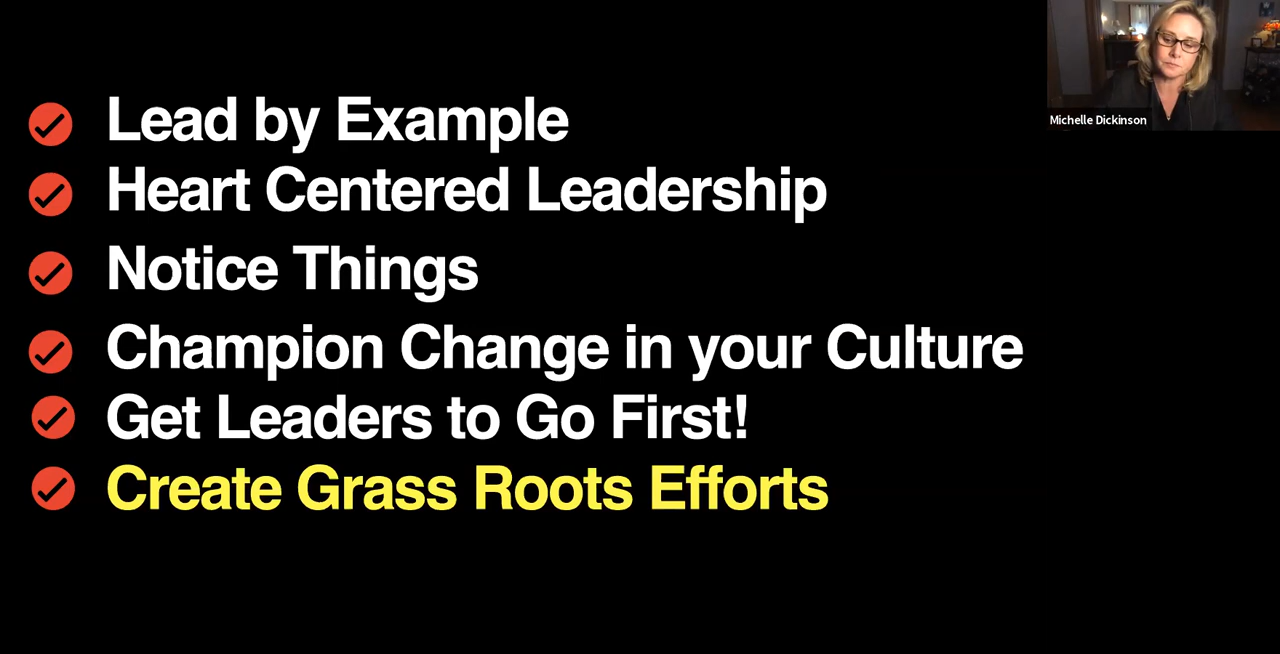 Lead by Example
Heart Centered Leadership
Notice Things
Champion Change in your Culture
Get Leaders to Go First!
Create Grass Roots Efforts
Michelle Dickinson